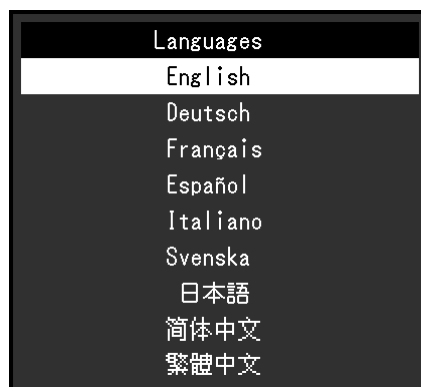 Languages
English
Deutsch
Français
Español
Italiano
Svenska
日本語
简体中文
繁體中文